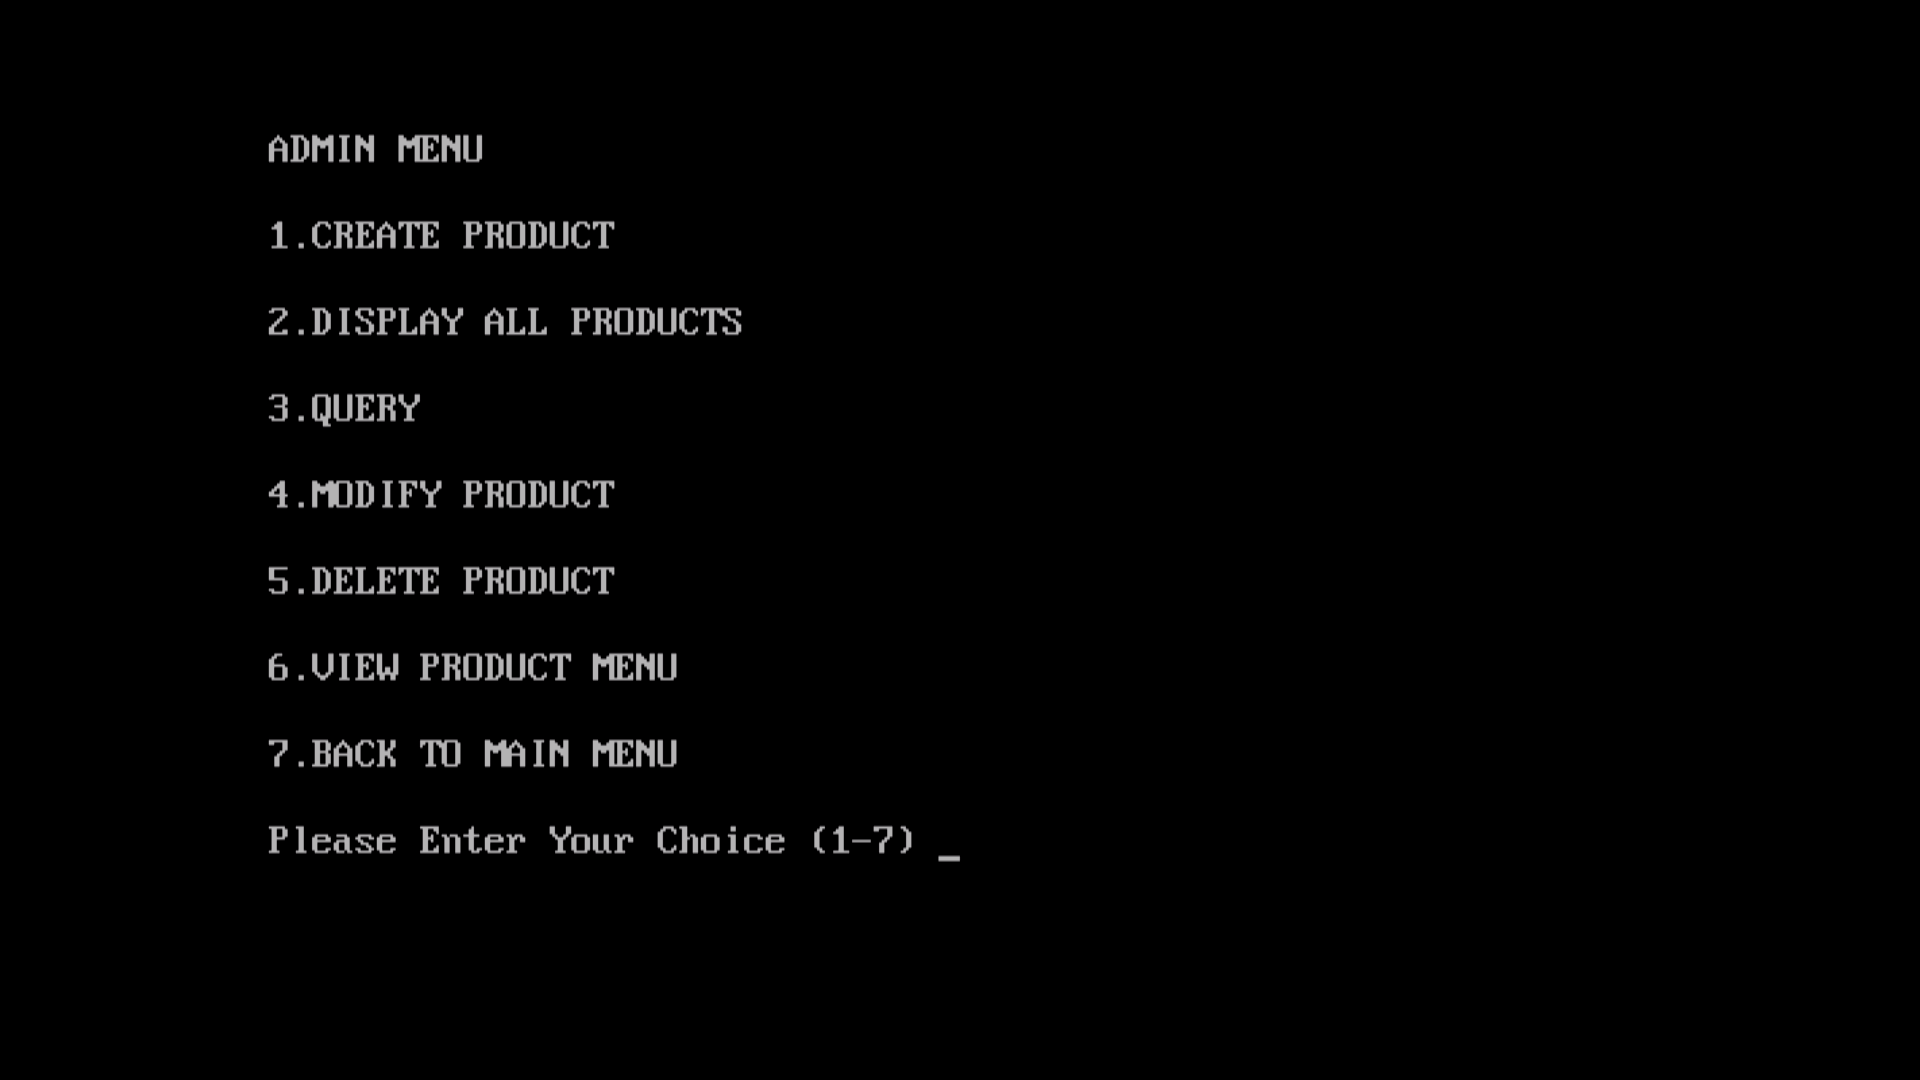 ADMIN MENU
1.CREATE PRODUCT
2.DISPLAY ALL PRODUCTS
3.QUERY
4.MODIFY PRODUCT
5.DELETE PRODUCT
6.VIEW PRODUCT MENU
7.BACK TO MAIN MENU
Please Enter Your Choice (1-7) _